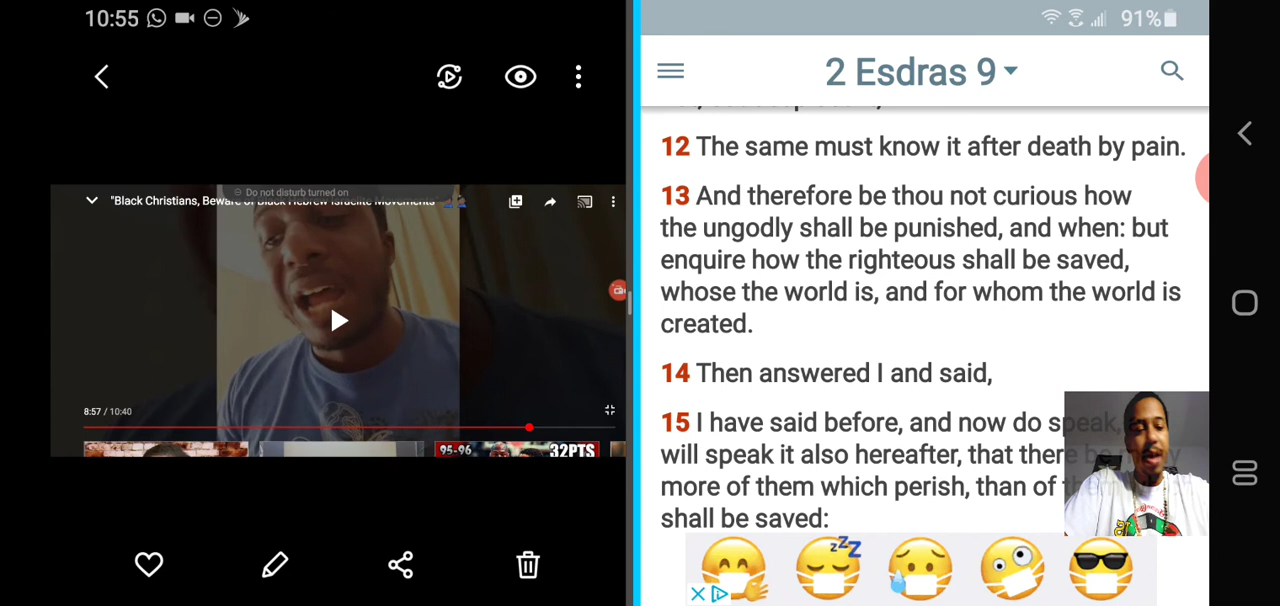 10:55
91%
2 Esdras 9
12 The same must know it after death by pain.
13 And therefore be thou not curious how
the ungodly shall be punished, and when: but
enquire how the righteous shall be saved,
whose the world is, and for whom the world is
created.
14 Then answered I and said,
15 I have said before, and now do speak,
will speak it also hereafter, that there be
more of them which perish, than of
shall be saved:
Do not disturb turned on
"Black Christians, Beware of Black Hebrew Israelite Movements"
8:57 / 10:40
95-96
32PTS
zzZ